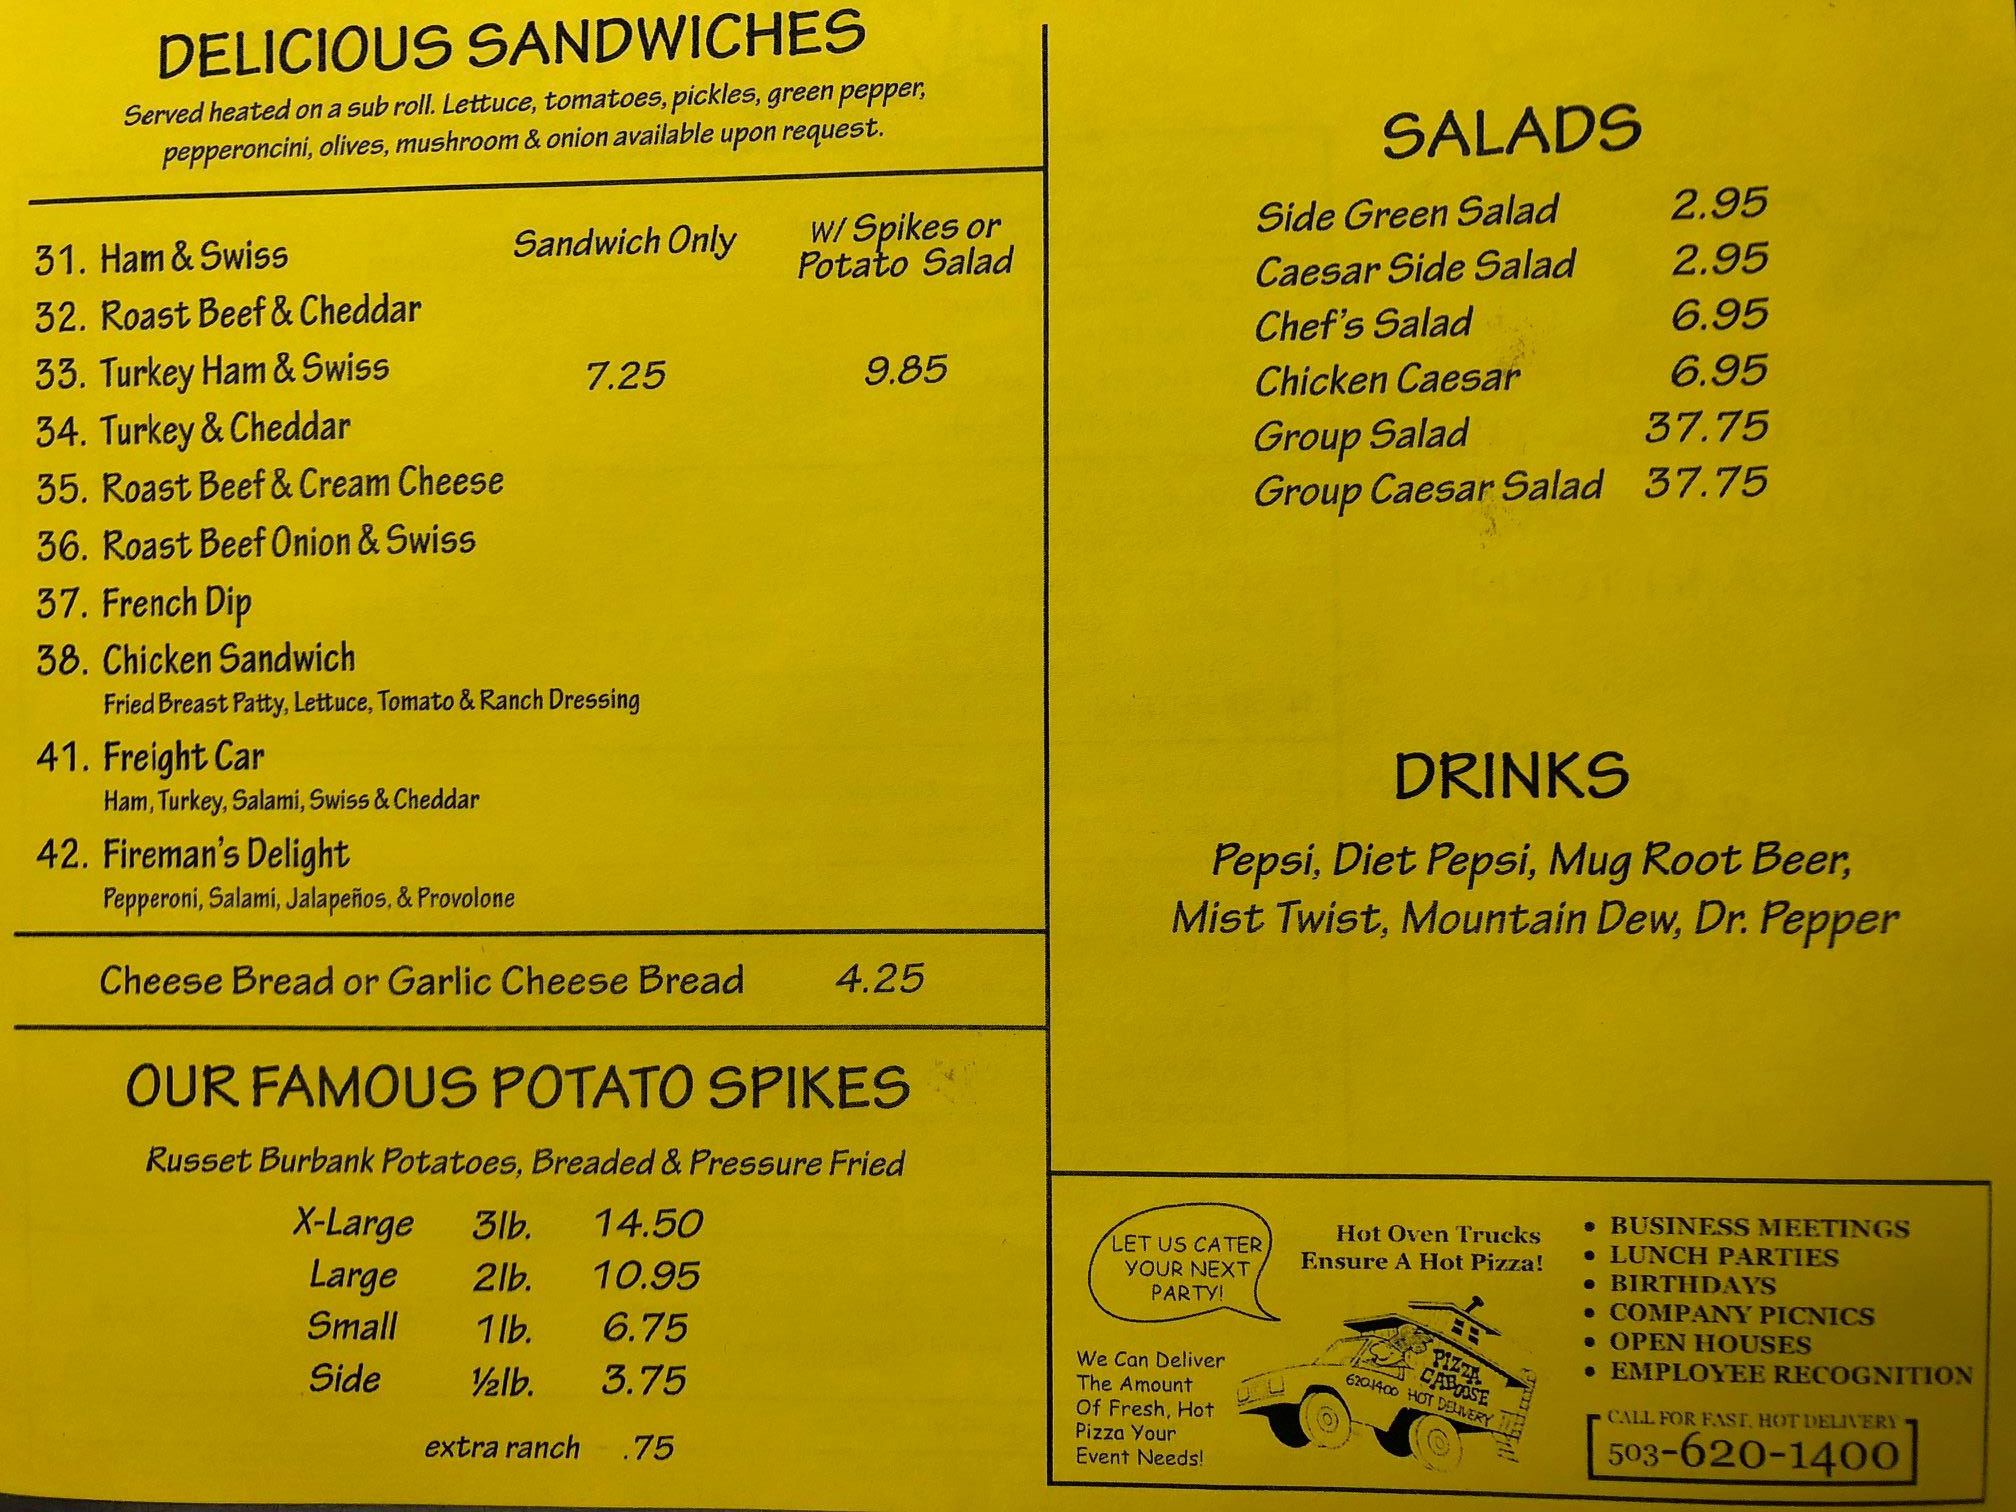 DELICIOUS SANDWICHES
Served heated on a sub roll. Lettuce, tomatoes, pickles, green pepper,
pepperoncini, olives, mushroom & onion available upon request.
Sandwich Only
W/ Spikes or
Potato Salad
31. Ham & Swiss
32. Roast Beef & Cheddar
33. Turkey Ham & Swiss 7.25 9.85
34. Turkey & Cheddar
35. Roast Beef & Cream Cheese
36. Roast Beef Onion & Swiss
37. French Dip
38. Chicken Sandwich
Fried Breast Patty, Lettuce, Tomato & Ranch Dressing
41. Freight Car
Ham, Turkey, Salami, Swiss & Cheddar
42. Fireman's Delight
Pepperoni, Salami, Jalapeños, & Provolone
Cheese Bread or Garlic Cheese Bread 4.25
OUR FAMOUS POTATO SPIKES
Russet Burbank Potatoes, Breaded & Pressure Fried
X-Large 3lb. 14.50
Large 2lb. 10.95
Small 1lb. 6.75
Side ½lb. 3.75
extra ranch .75
SALADS
Side Green Salad 2.95
Caesar Side Salad 2.95
Chef's Salad 6.95
Chicken Caesar 6.95
Group Salad 37.75
Group Caesar Salad 37.75
DRINKS
Pepsi, Diet Pepsi, Mug Root Beer,
Mist Twist, Mountain Dew, Dr. Pepper
LET US CATER
YOUR NEXT
PARTY!
Hot Oven Trucks
Ensure A Hot Pizza!
We Can Deliver
The Amount
Of Fresh, Hot
Pizza Your
Event Needs!
PIZZA
CABOOSE
620-1400 HOT DELIVERY
• BUSINESS MEETINGS
• LUNCH PARTIES
• BIRTHDAYS
• COMPANY PICNICS
• OPEN HOUSES
• EMPLOYEE RECOGNITION
CALL FOR FAST, HOT DELIVERY
503-620-1400